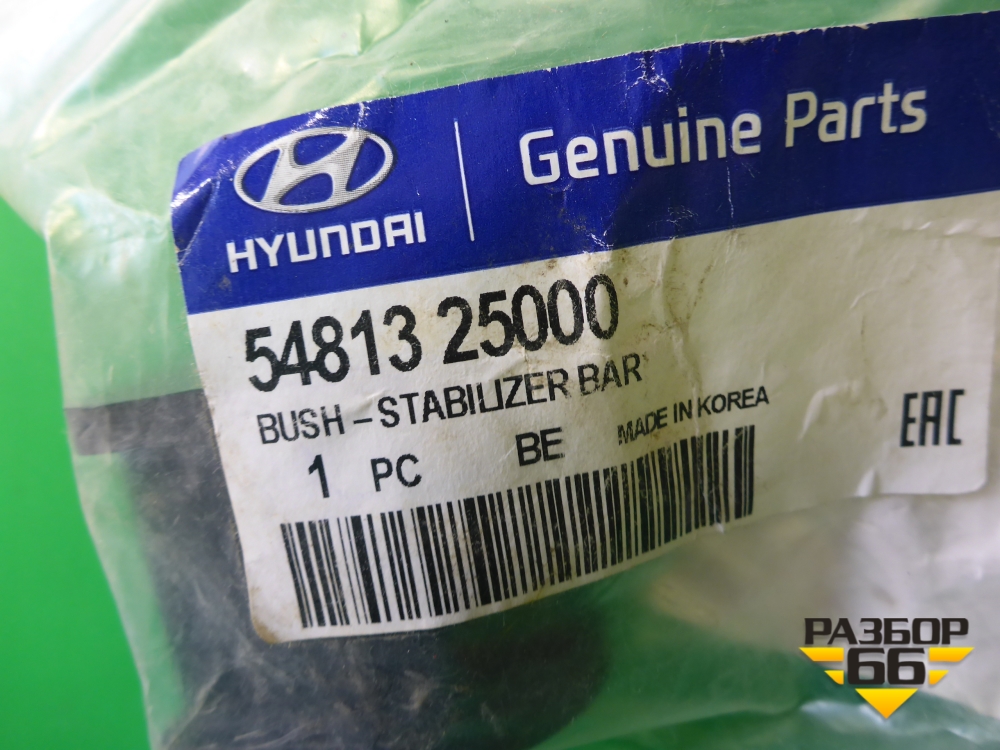 HYUNDAI
Genuine Parts
54813 25000
BUSH-STABILIZER BAR
1 PC BE MADE IN KOREA
EAC
РАЗБОР
66